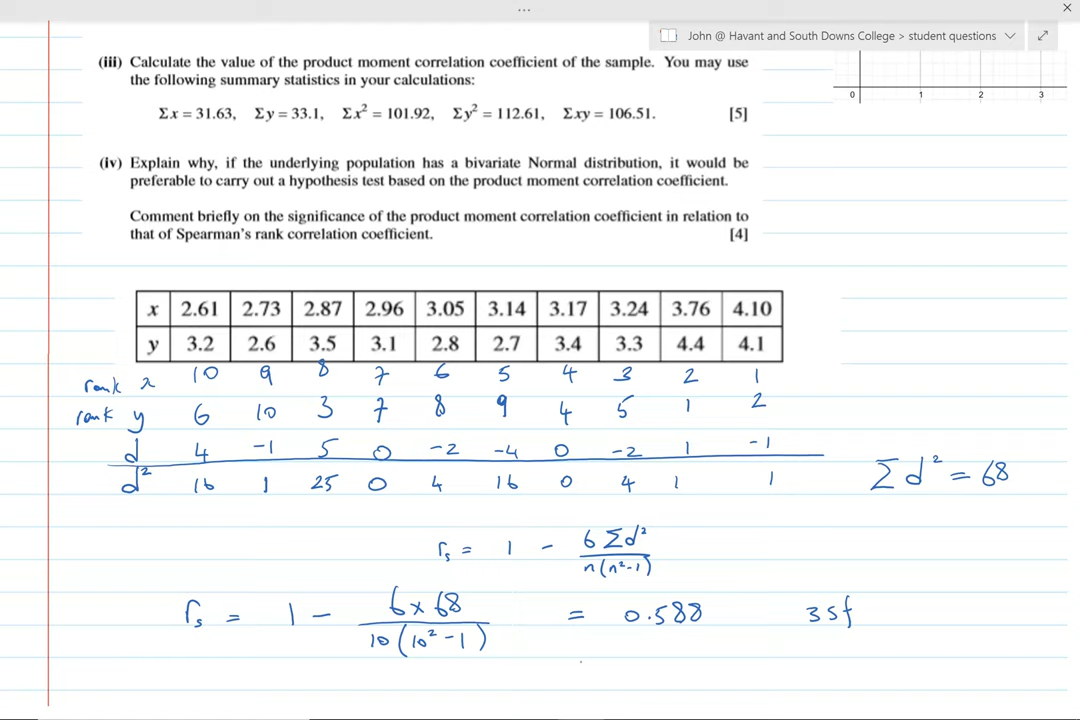 ...
John @ Havant and South Downs College > student questions
(iii) Calculate the value of the product moment correlation coefficient of the sample. You may use
the following summary statistics in your calculations:
Σx = 31.63, Σy = 33.1, Σx² = 101.92, Σy² = 112.61, Σxy = 106.51. [5]
0 1 2 3
(iv) Explain why, if the underlying population has a bivariate Normal distribution, it would be
preferable to carry out a hypothesis test based on the product moment correlation coefficient.
Comment briefly on the significance of the product moment correlation coefficient in relation to
that of Spearman's rank correlation coefficient. [4]
x 2.61 2.73 2.87 2.96 3.05 3.14 3.17 3.24 3.76 4.10
y 3.2 2.6 3.5 3.1 2.8 2.7 3.4 3.3 4.4 4.1
rank x 10 9 8 7 6 5 4 3 2 1
rank y 6 10 3 7 8 9 4 5 1 2
d 4 -1 5 0 -2 -4 0 -2 1 -1
d² 16 1 25 0 4 16 0 4 1 1
Σd² = 68
rs = 1 - 6Σd² / n(n²-1)
rs = 1 - 6×68 / 10(10²-1) = 0.588 3sf